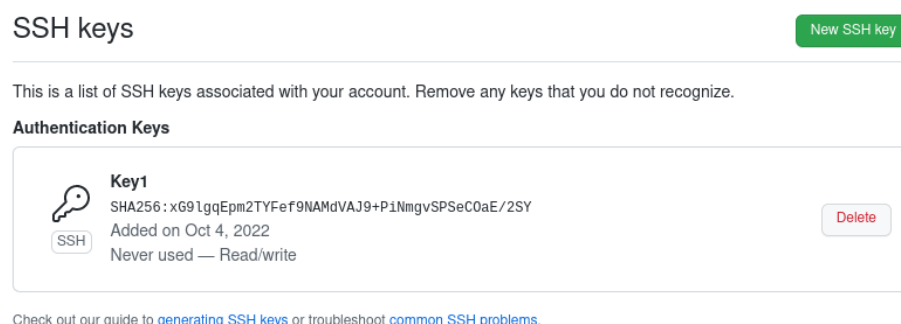 SSH keys
New SSH key
This is a list of SSH keys associated with your account. Remove any keys that you do not recognize.
Authentication Keys
Key1
SHA256:xG9lgqEpm2TYFef9NAMdVAJ9+PiNmgvSPSeCOaE/2SY
Added on Oct 4, 2022
Never used — Read/write
SSH
Delete
Check out our guide to generating SSH keys or troubleshoot common SSH problems.